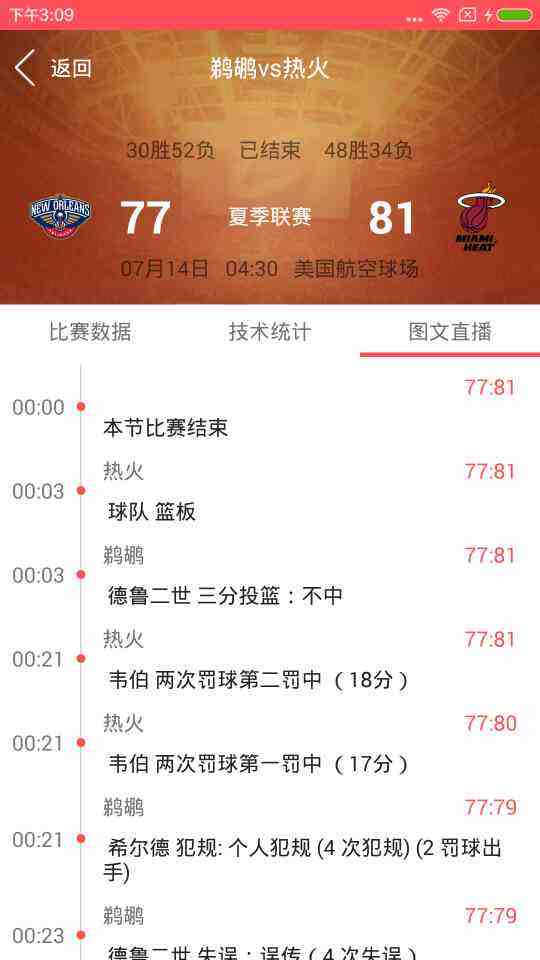 下午3:09
返回
鹈鹕vs热火
30胜52负 已结束 48胜34负
NEW ORLEANS
77 夏季联赛 81
MIAMI
HEAT
07月14日 04:30 美国航空球场
比赛数据 技术统计 图文直播
77:81
00:00
本节比赛结束
热火 77:81
00:03
球队 篮板
鹈鹕 77:81
00:03
德鲁二世 三分投篮：不中
热火 77:81
00:21
韦伯 两次罚球第二罚中 （18分）
热火 77:80
00:21
韦伯 两次罚球第一罚中 （17分）
鹈鹕 77:79
00:21
希尔德 犯规: 个人犯规 (4 次犯规) (2 罚球出
手)
鹈鹕 77:79
00:23
德鲁二世 失误：误传（4 次失误）